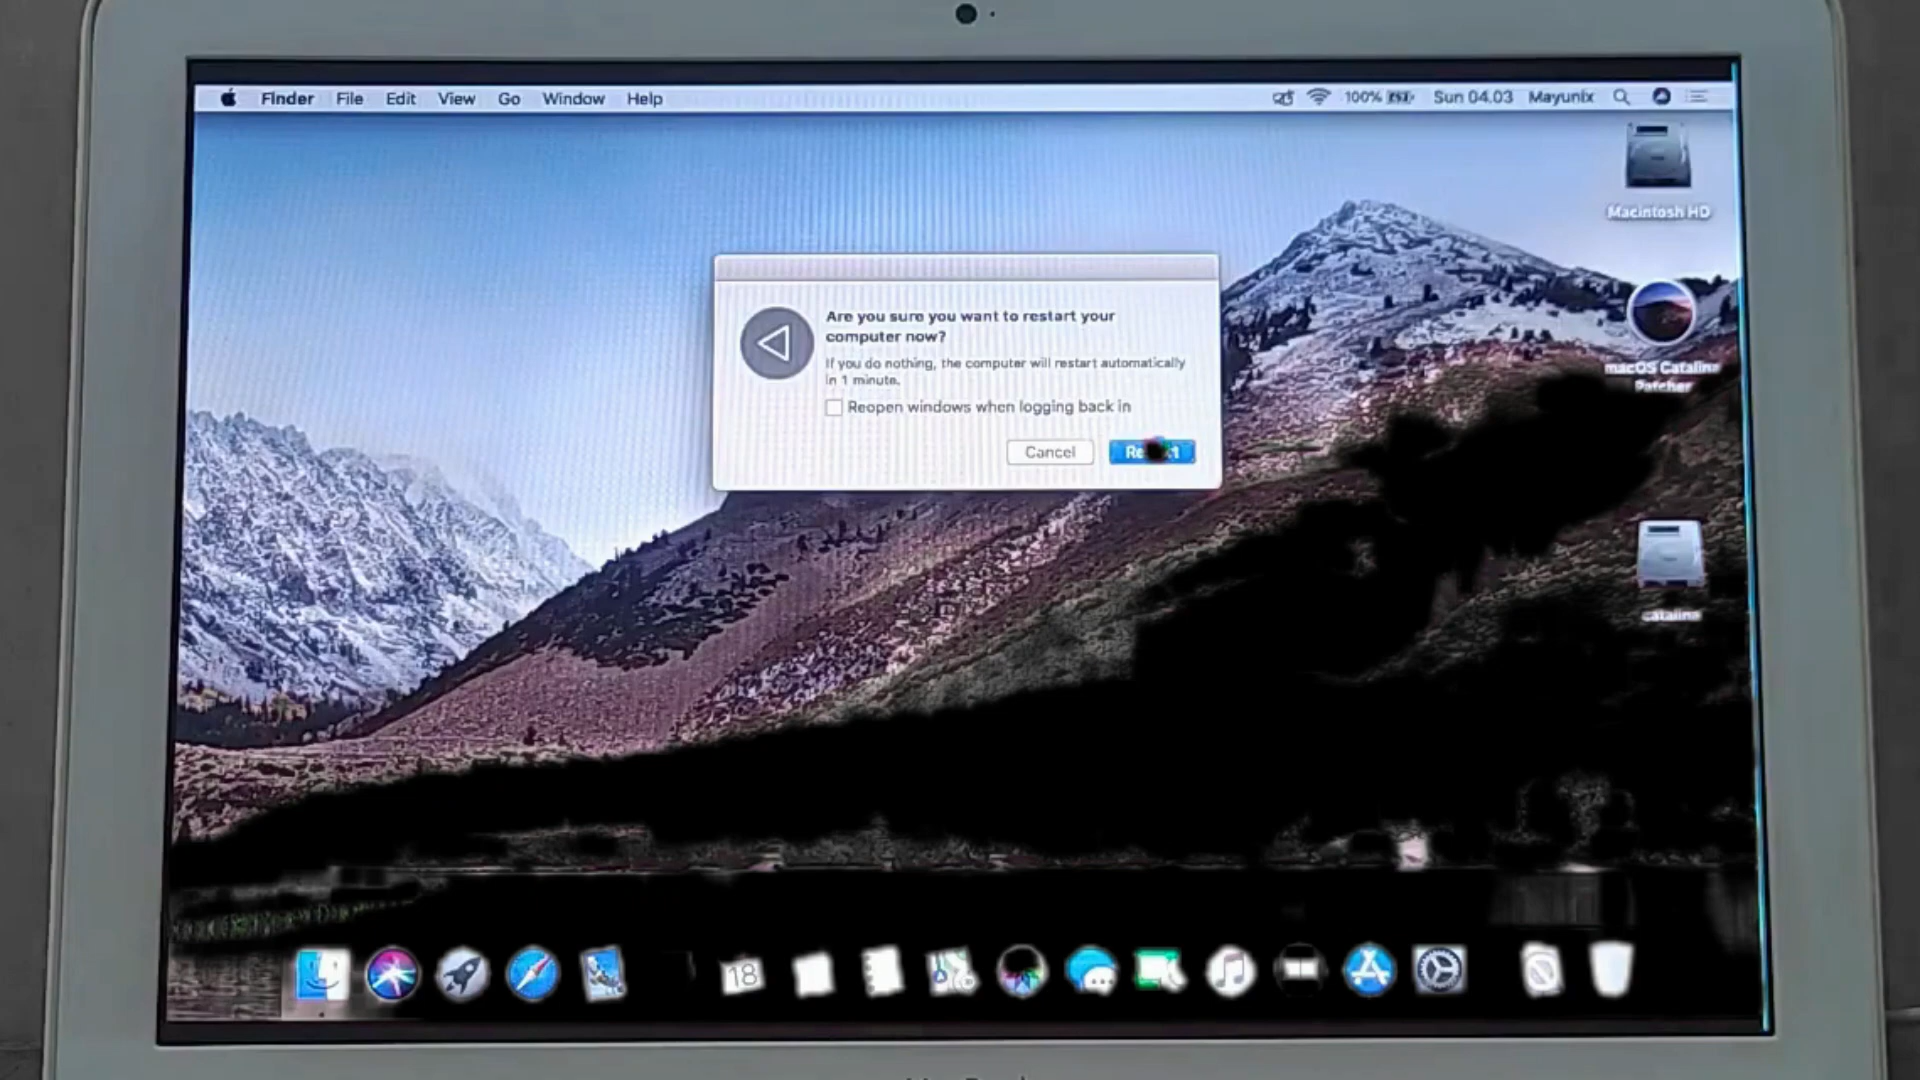 Finder File Edit View Go Window Help 100% Sun 04.03 Mayunix
Macintosh HD
Are you sure you want to restart your
computer now?
If you do nothing, the computer will restart automatically
in 1 minute.
Reopen windows when logging back in
Cancel
macOS Catalina
Patcher
catalina
18